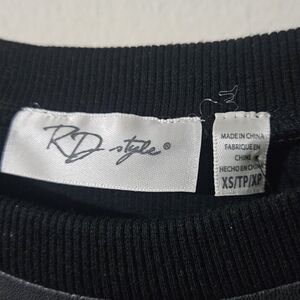 RD style®
MADE IN CHINA
FABRIQUE EN
CHINE
HECHO EN CHINA
XS/TP/XP